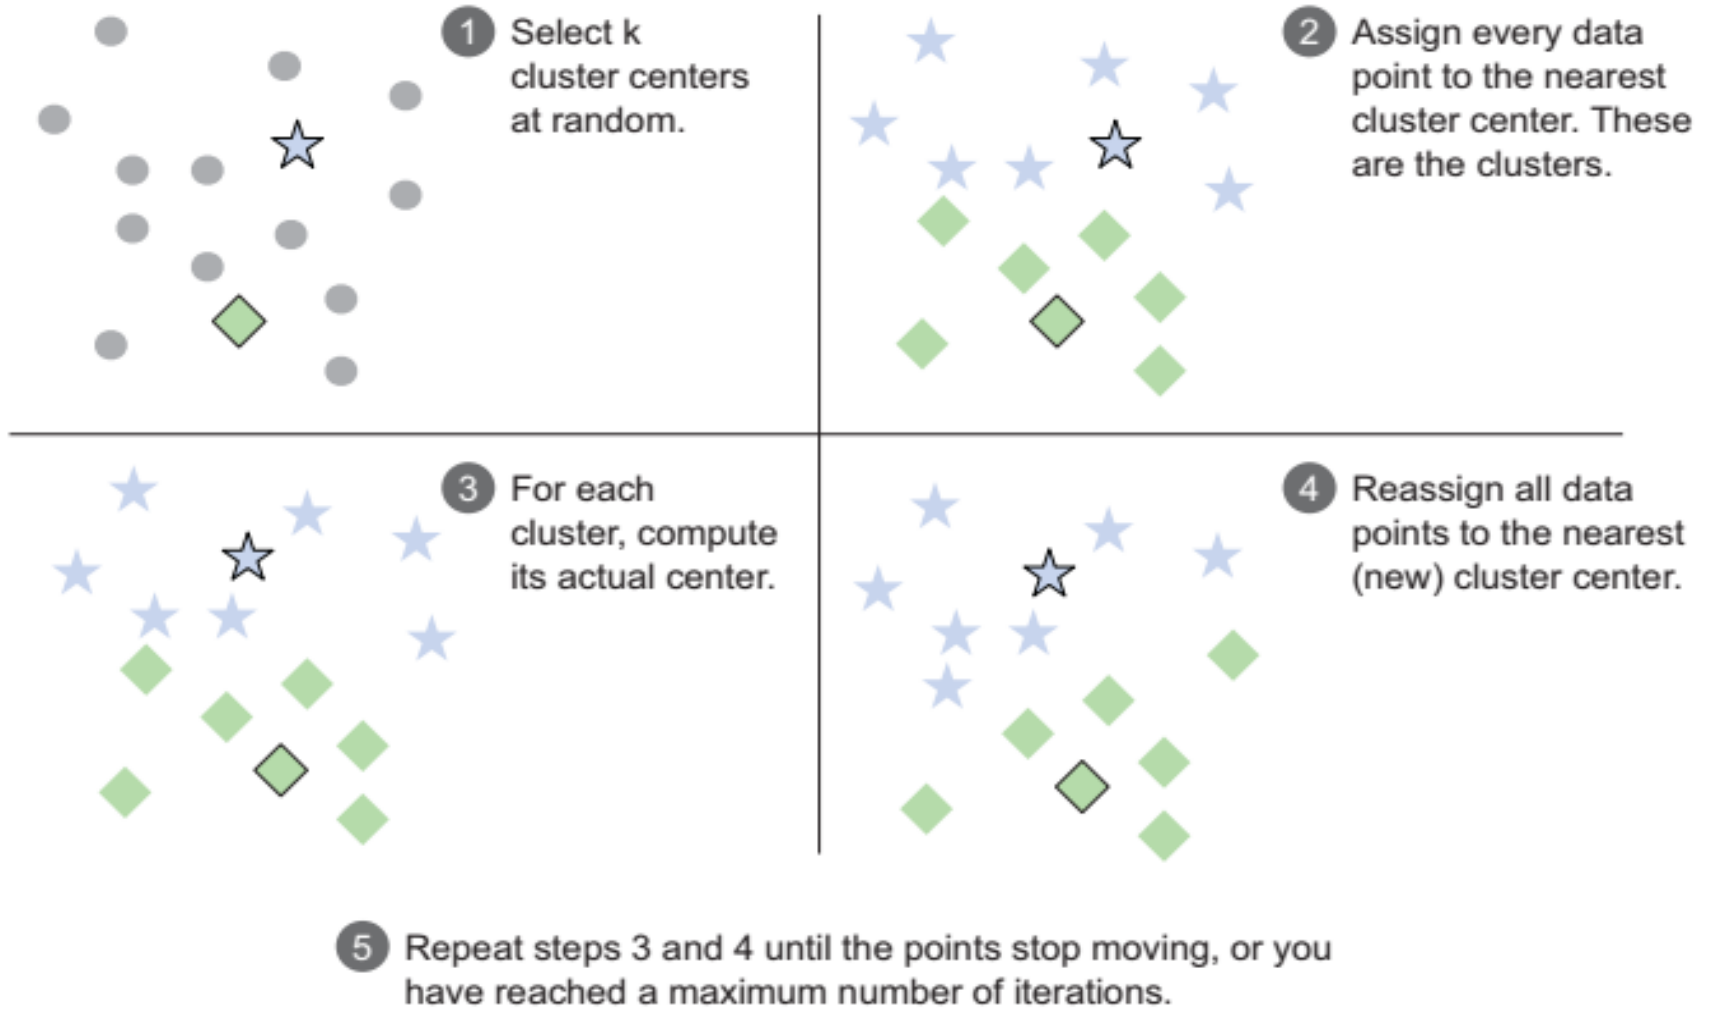 1 Select k
cluster centers
at random.
2 Assign every data
point to the nearest
cluster center. These
are the clusters.
3 For each
cluster, compute
its actual center.
4 Reassign all data
points to the nearest
(new) cluster center.
5 Repeat steps 3 and 4 until the points stop moving, or you
have reached a maximum number of iterations.